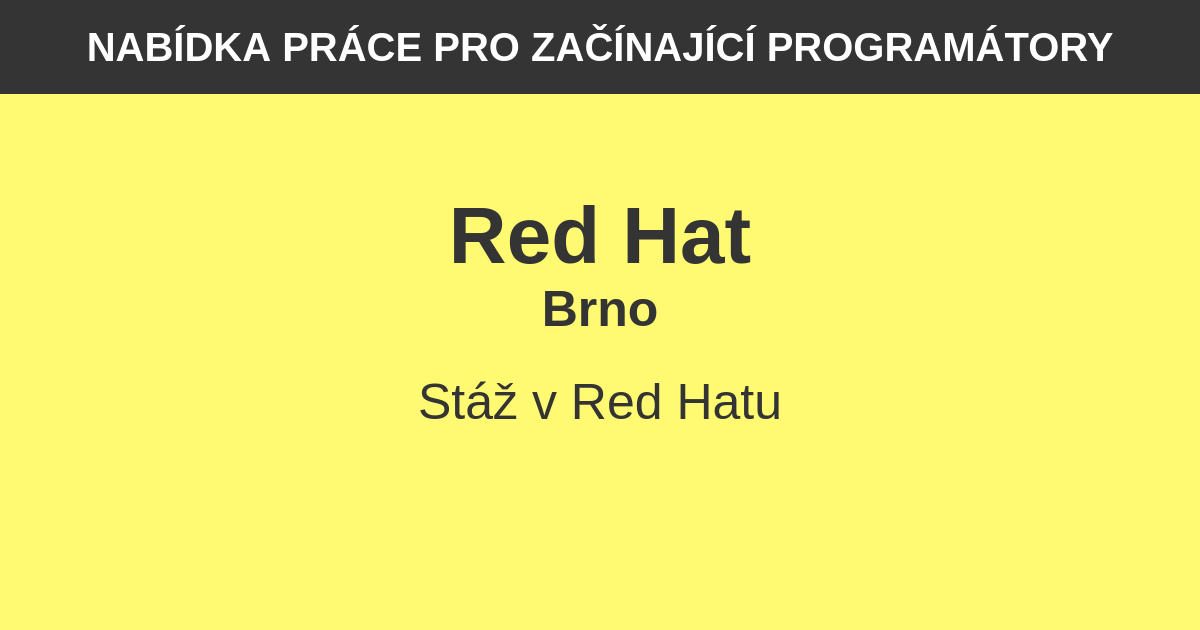 NABÍDKA PRÁCE PRO ZAČÍNAJÍCÍ PROGRAMÁTORY
Red Hat
Brno
Stáž v Red Hatu